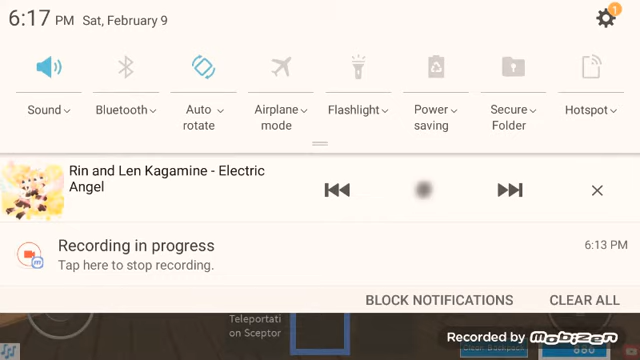 6:17 PM Sat, February 9
1
Sound
Bluetooth
Auto
rotate
Airplane
mode
Flashlight
Power
saving
Secure
Folder
Hotspot
Rin and Len Kagamine - Electric
Angel
Recording in progress
6:13 PM
Tap here to stop recording.
BLOCK NOTIFICATIONS
CLEAR ALL
Teleportati
on Sceptor
Recorded by Mobizen